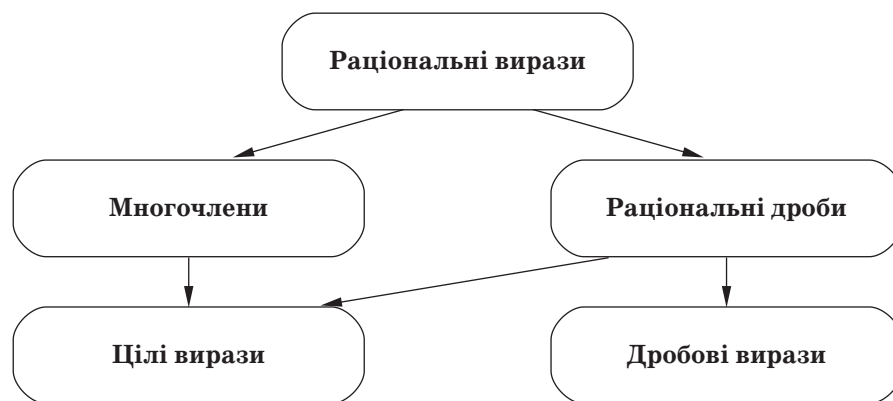 Раціональні вирази
Многочлени
Раціональні дроби
Цілі вирази
Дробові вирази